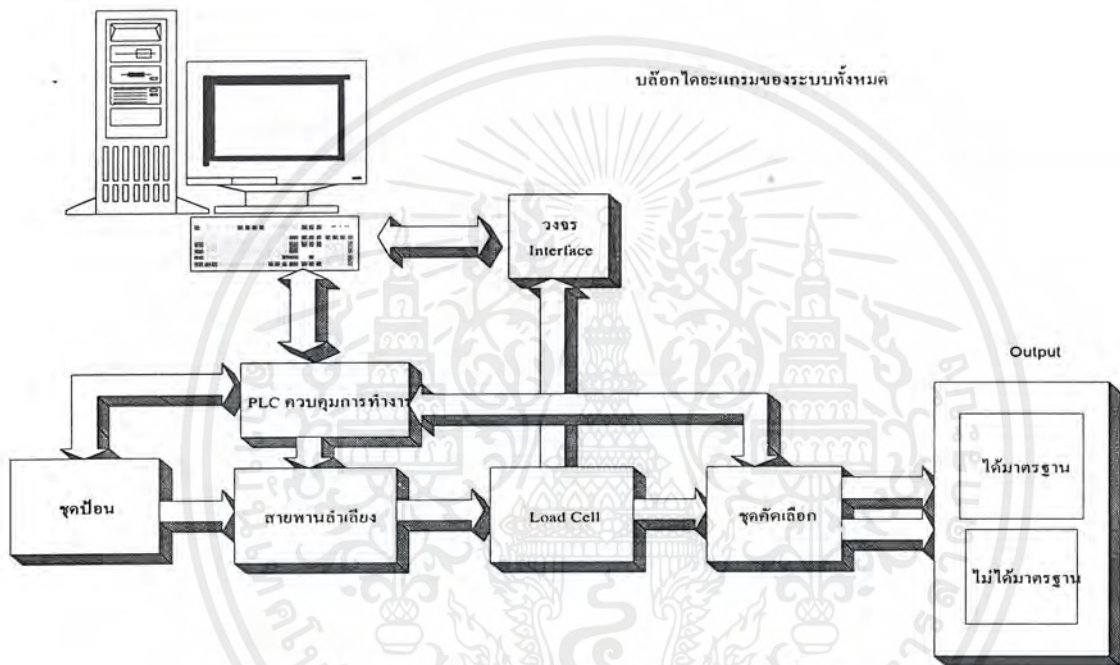 บล๊อกไดอะแกรมของระบบทั้งหมด
วงจร
Interface
Output
PLC ควบคุมการทำงาน
ชุดป้อน
สายพานลำเลียง
Load Cell
ชุดคัดเลือก
ได้มาตรฐาน
ไม่ได้มาตรฐาน